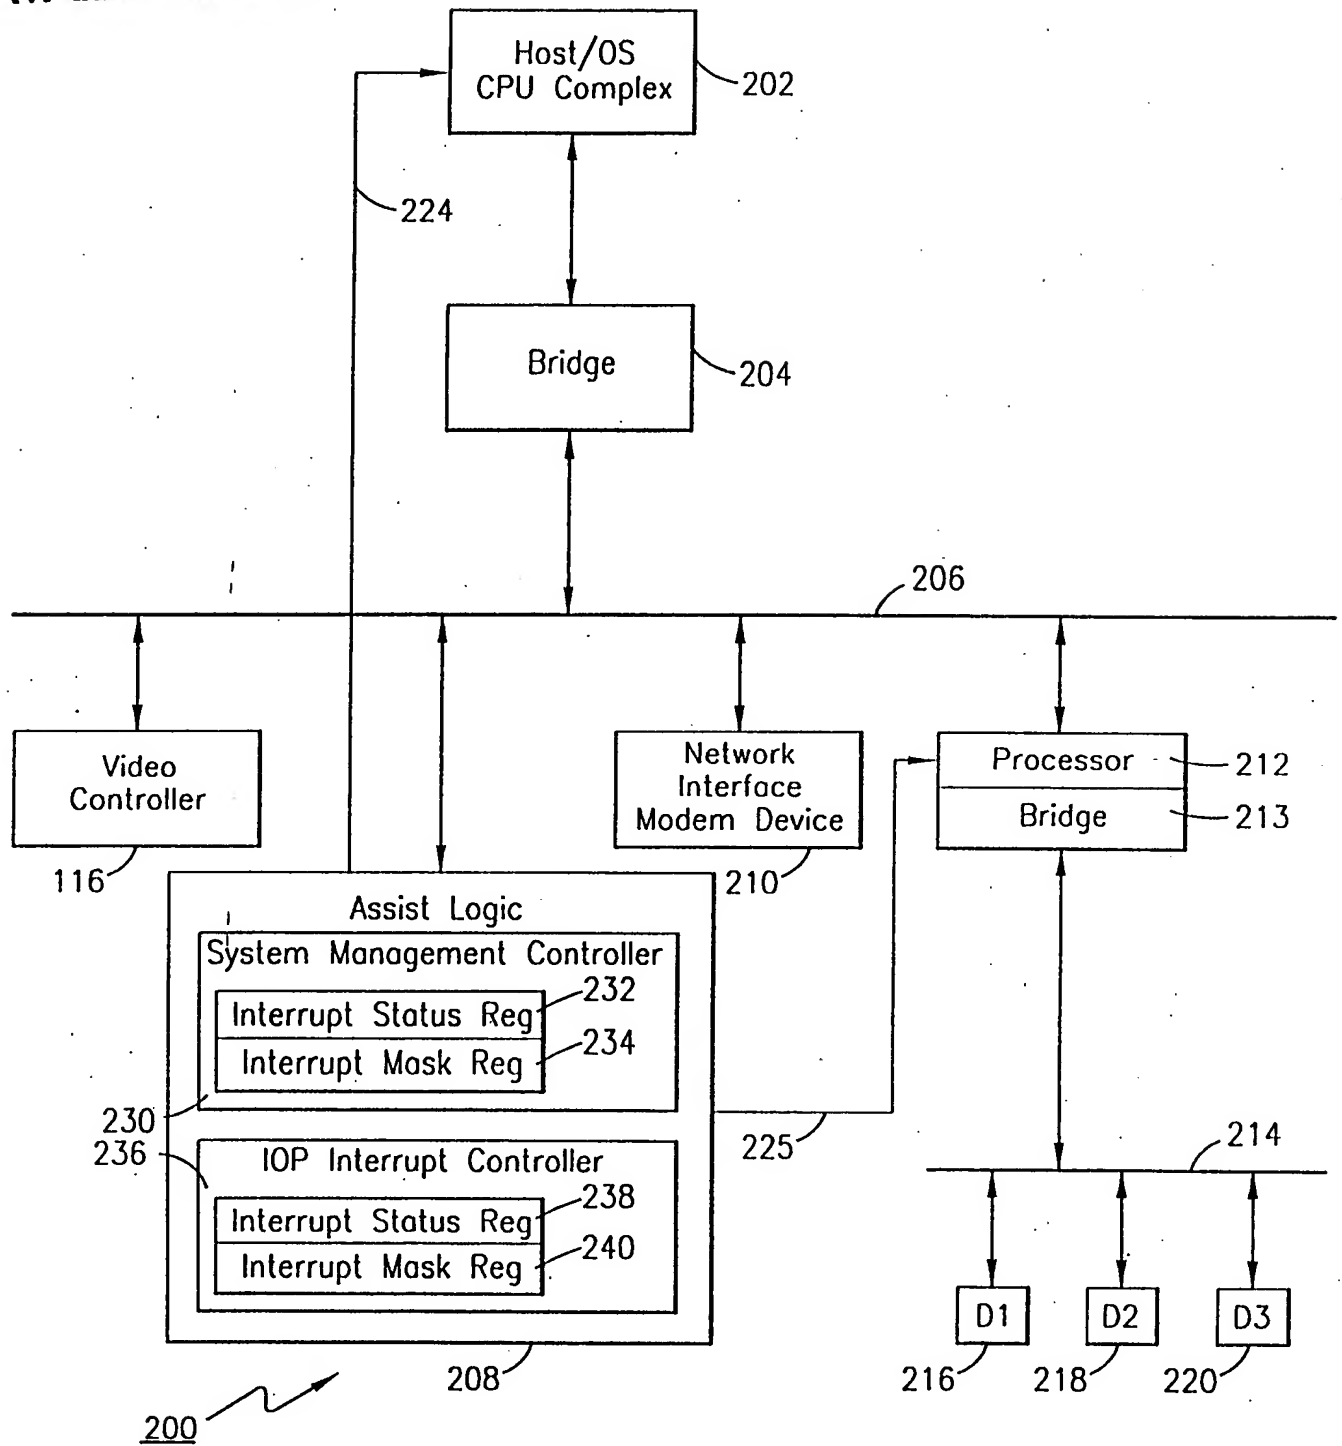 Host/OS
CPU Complex
202
224
Bridge
204
206
Video
Controller
116
Network
Interface
Modem Device
210
Processor
212
Bridge
213
Assist Logic
System Management Controller
232
Interrupt Status Reg
234
Interrupt Mask Reg
230
225
214
236
IOP Interrupt Controller
238
Interrupt Status Reg
240
Interrupt Mask Reg
D1
D2
D3
216
218
220
208
200